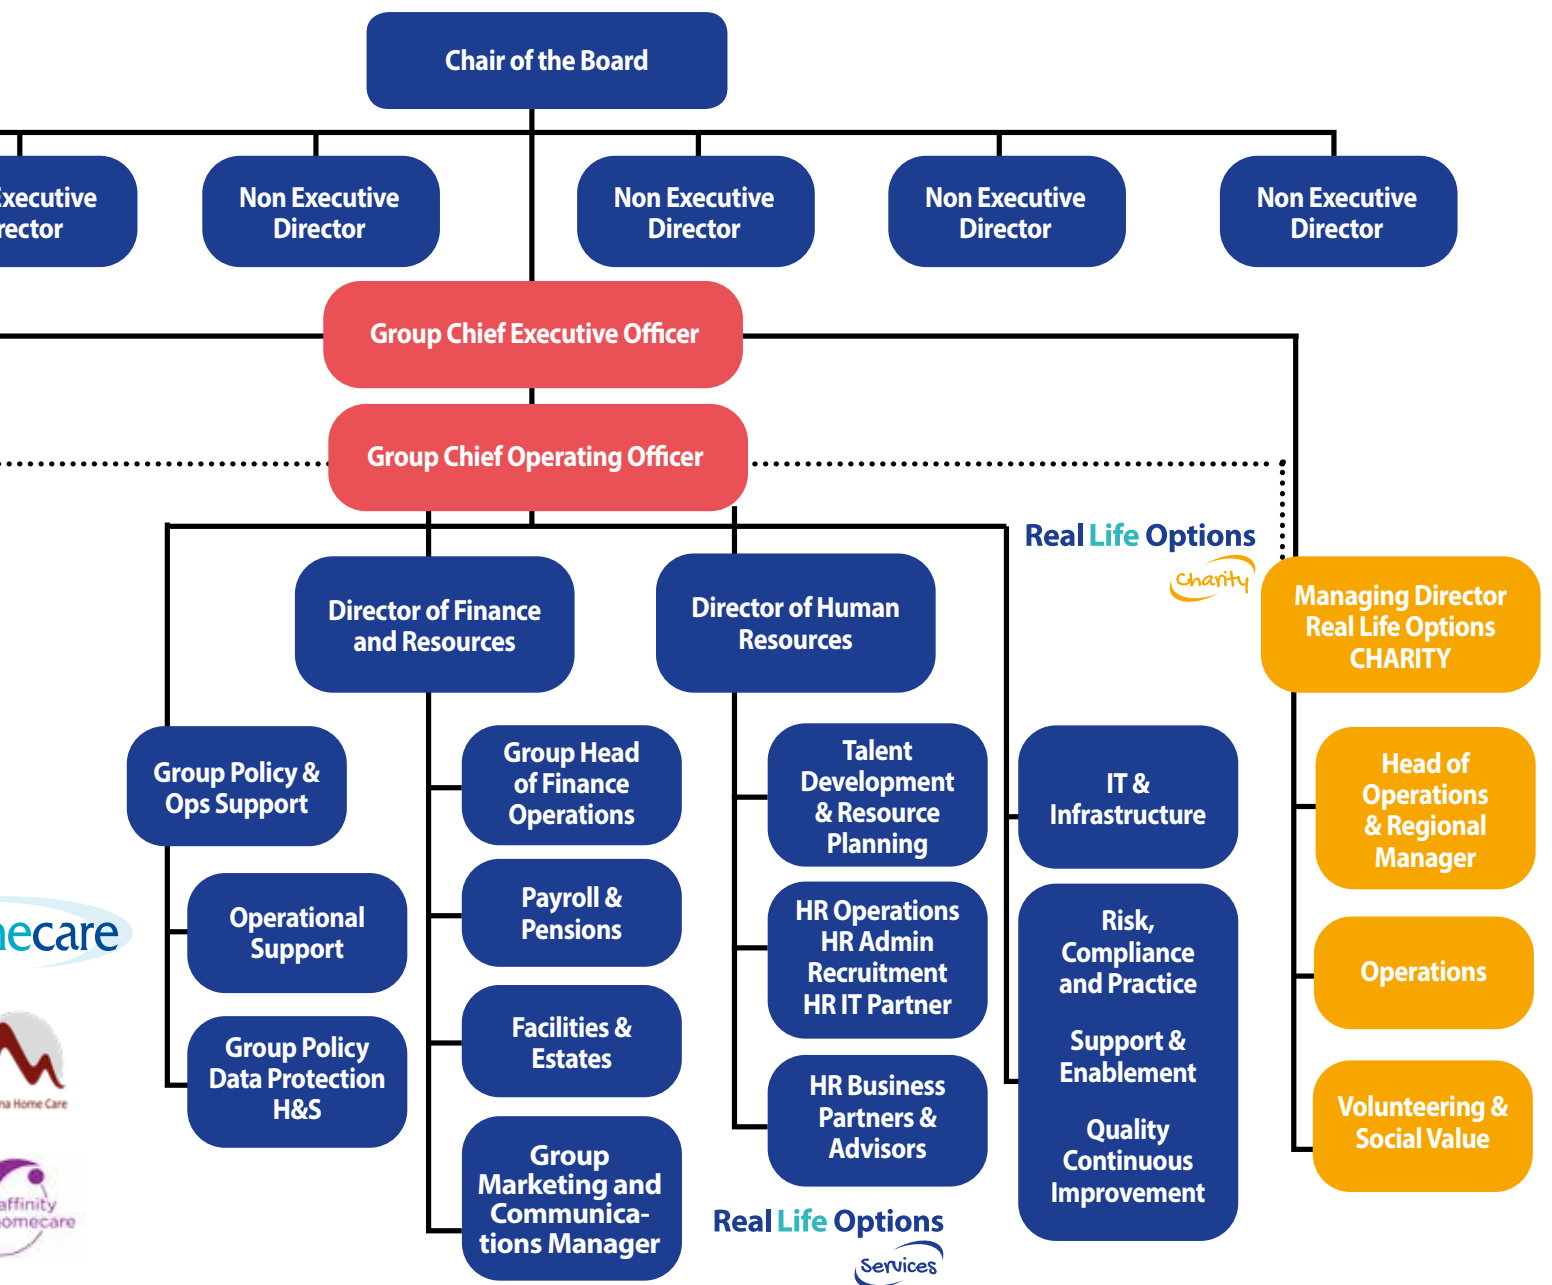 Chair of the Board
Executive
Non Executive
Director
Non Executive
Director
Non Executive
Director
Non Executive
Director
Group Chief Executive Officer
Group Chief Operating Officer
Real Life Options
Charity
Director of Finance
and Resources
Director of Human
Resources
Managing Director
Real Life Options
CHARITY
Group Policy &
Ops Support
Operational
Support
Group Policy
Data Protection
H&S
Group Head
of Finance
Operations
Payroll &
Pensions
Facilities &
Estates
Group
Marketing and
Communica-
tions Manager
Talent
Development
& Resource
Planning
HR Operations
HR Admin
Recruitment
HR IT Partner
HR Business
Partners &
Advisors
IT &
Infrastructure
Risk,
Compliance
and Practice
Support &
Enablement
Quality
Continuous
Improvement
Head of
Operations
& Regional
Manager
Operations
Volunteering &
Social Value
Home Care
affinity
homecare
Real Life Options
Services